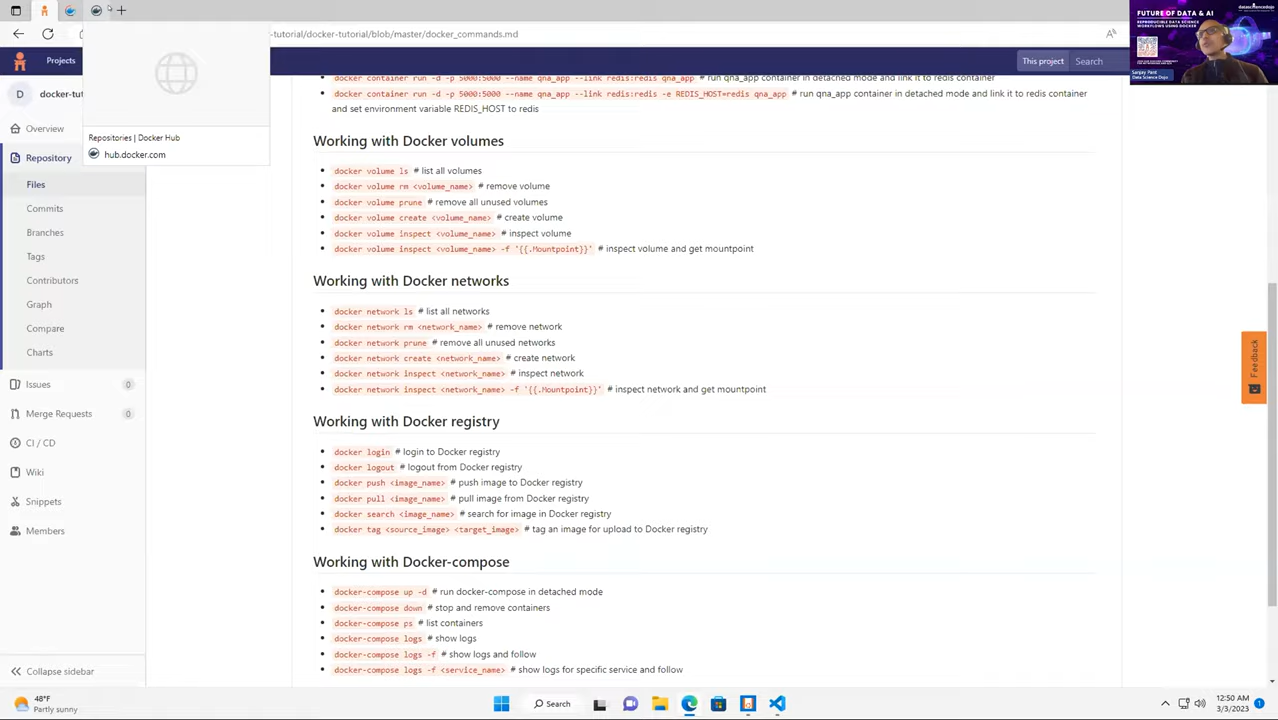 -tutorial/docker-tutorial/blob/master/docker_commands.md
datasciencedojo
FUTURE OF DATA & AI
REPRODUCIBLE DATA SCIENCE
WORKFLOWS USING DOCKER
Sanjay Pant
Data Science Dojo
Projects
This project
Search
D
docker-tut
Repositories | Docker Hub
hub.docker.com
Overview
Repository
Files
Commits
Branches
Tags
Contributors
Graph
Compare
Charts
Issues
0
Merge Requests
0
CI / CD
Wiki
Snippets
Members
Collapse sidebar
docker container run -d -p 5000:5000 --name qna_app --link redis:redis qna_app # run qna_app container in detached mode and link it to redis container
docker container run -d -p 5000:5000 --name qna_app --link redis:redis -e REDIS_HOST=redis qna_app # run qna_app container in detached mode and link it to redis container
and set environment variable REDIS_HOST to redis
Working with Docker volumes
docker volume ls # list all volumes
docker volume rm <volume_name> # remove volume
docker volume prune # remove all unused volumes
docker volume create <volume_name> # create volume
docker volume inspect <volume_name> # inspect volume
docker volume inspect <volume_name> -f '{{.Mountpoint}}' # inspect volume and get mountpoint
Working with Docker networks
docker network ls # list all networks
docker network rm <network_name> # remove network
docker network prune # remove all unused networks
docker network create <network_name> # create network
docker network inspect <network_name> # inspect network
docker network inspect <network_name> -f '{{.Mountpoint}}' # inspect network and get mountpoint
Working with Docker registry
docker login # login to Docker registry
docker logout # logout from Docker registry
docker push <image_name> # push image to Docker registry
docker pull <image_name> # pull image from Docker registry
docker search <image_name> # search for image in Docker registry
docker tag <source_image> <target_image> # tag an image for upload to Docker registry
Working with Docker-compose
docker-compose up -d # run docker-compose in detached mode
docker-compose down # stop and remove containers
docker-compose ps # list containers
docker-compose logs # show logs
docker-compose logs -f # show logs and follow
docker-compose logs -f <service_name> # show logs for specific service and follow
Feedback
48°F
Partly sunny
Search
12:50 AM
3/3/2023